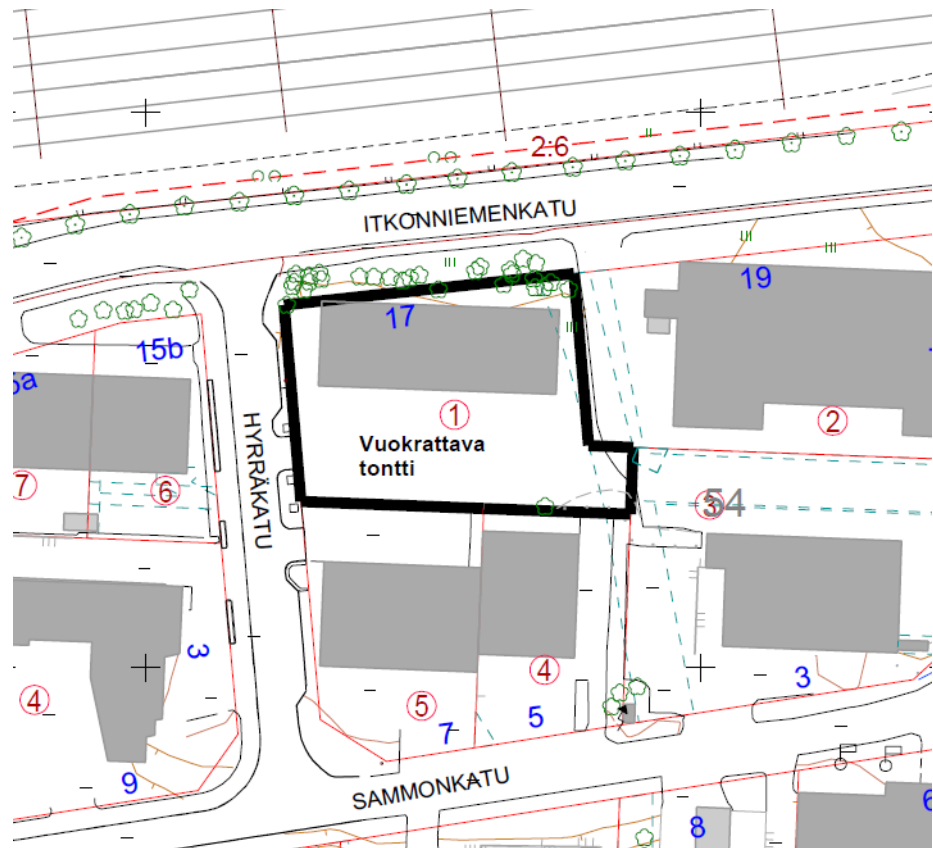 2:6
ITKONNIEMENKATU
19
17
15b
5a
1
2
Vuokrattava
tontti
HYRRÄKATU
7
6
3
54
3
4
4
5
3
7
5
9
SAMMONKATU
8
6